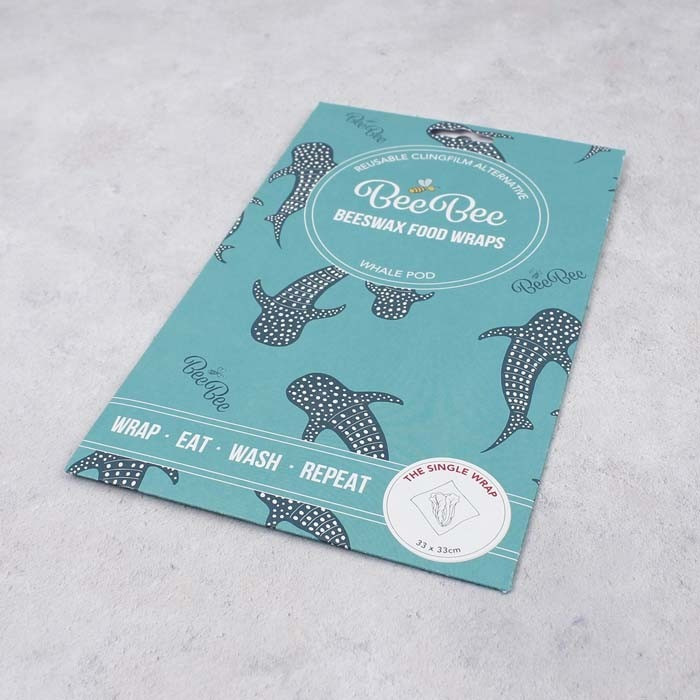 BeeBee
REUSABLE CLINGFILM ALTERNATIVE
BeeBee
BEESWAX FOOD WRAPS
WHALE POD
BeeBee
BeeBee
WRAP · EAT · WASH · REPEAT
THE SINGLE WRAP
33 x 33cm